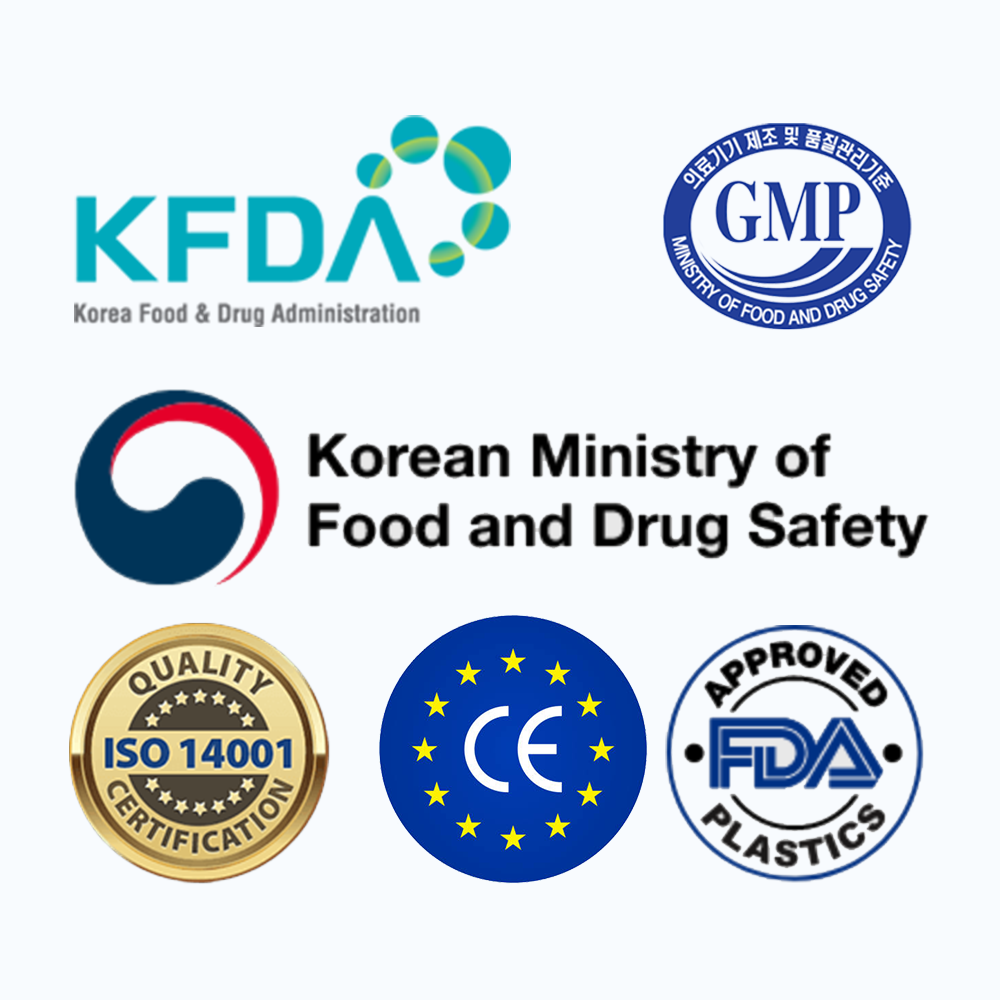 KFDA
Korea Food & Drug Administration
의료기기 제조 및 품질관리기준
GMP
MINISTRY OF FOOD AND DRUG SAFETY
Korean Ministry of
Food and Drug Safety
QUALITY
ISO 14001
CERTIFICATION
CE
APPROVED
FDA
PLASTICS